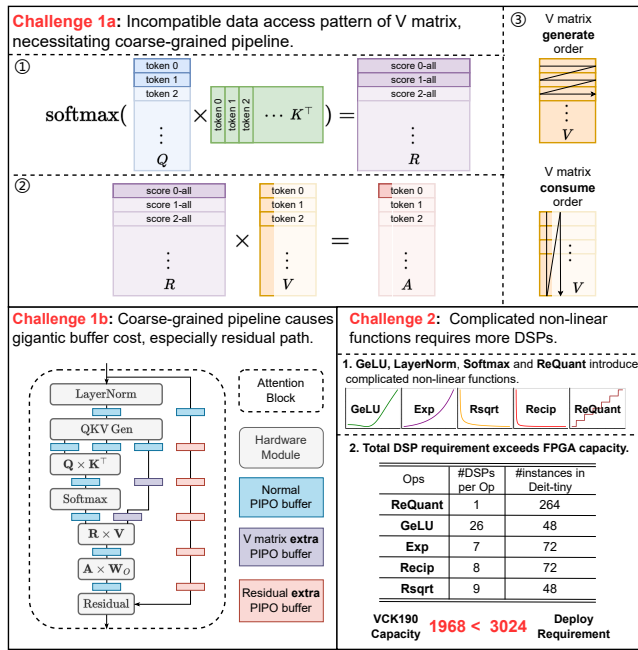 Challenge 1a: Incompatible data access pattern of V matrix,
necessitating coarse-grained pipeline.
①
softmax(
token 0
token 1
token 2
⋮
Q
×
token 0
token 1
token 2
⋯ K⊤
) =
score 0-all
score 1-all
score 2-all
⋮
R
②
score 0-all
score 1-all
score 2-all
⋮
R
×
token 0
token 1
token 2
⋮
V
=
token 0
token 1
token 2
⋮
A
③
V matrix
generate
order
⋮
V
V matrix
consume
order
⋮
V
Challenge 1b: Coarse-grained pipeline causes
gigantic buffer cost, especially residual path.
LayerNorm
QKV Gen
Q × K⊤
Softmax
R × V
A × W_O
Residual
Attention
Block
Hardware
Module
Normal
PIPO buffer
V matrix extra
PIPO buffer
Residual extra
PIPO buffer
Challenge 2: Complicated non-linear
functions requires more DSPs.
1. GeLU, LayerNorm, Softmax and ReQuant introduce
complicated non-linear functions.
GeLU
Exp
Rsqrt
Recip
ReQuant
2. Total DSP requirement exceeds FPGA capacity.
Ops #DSPs per Op #instances in Deit-tiny
ReQuant 1 264
GeLU 26 48
Exp 7 72
Recip 8 72
Rsqrt 9 48
VCK190
Capacity
1968 < 3024
Deploy
Requirement